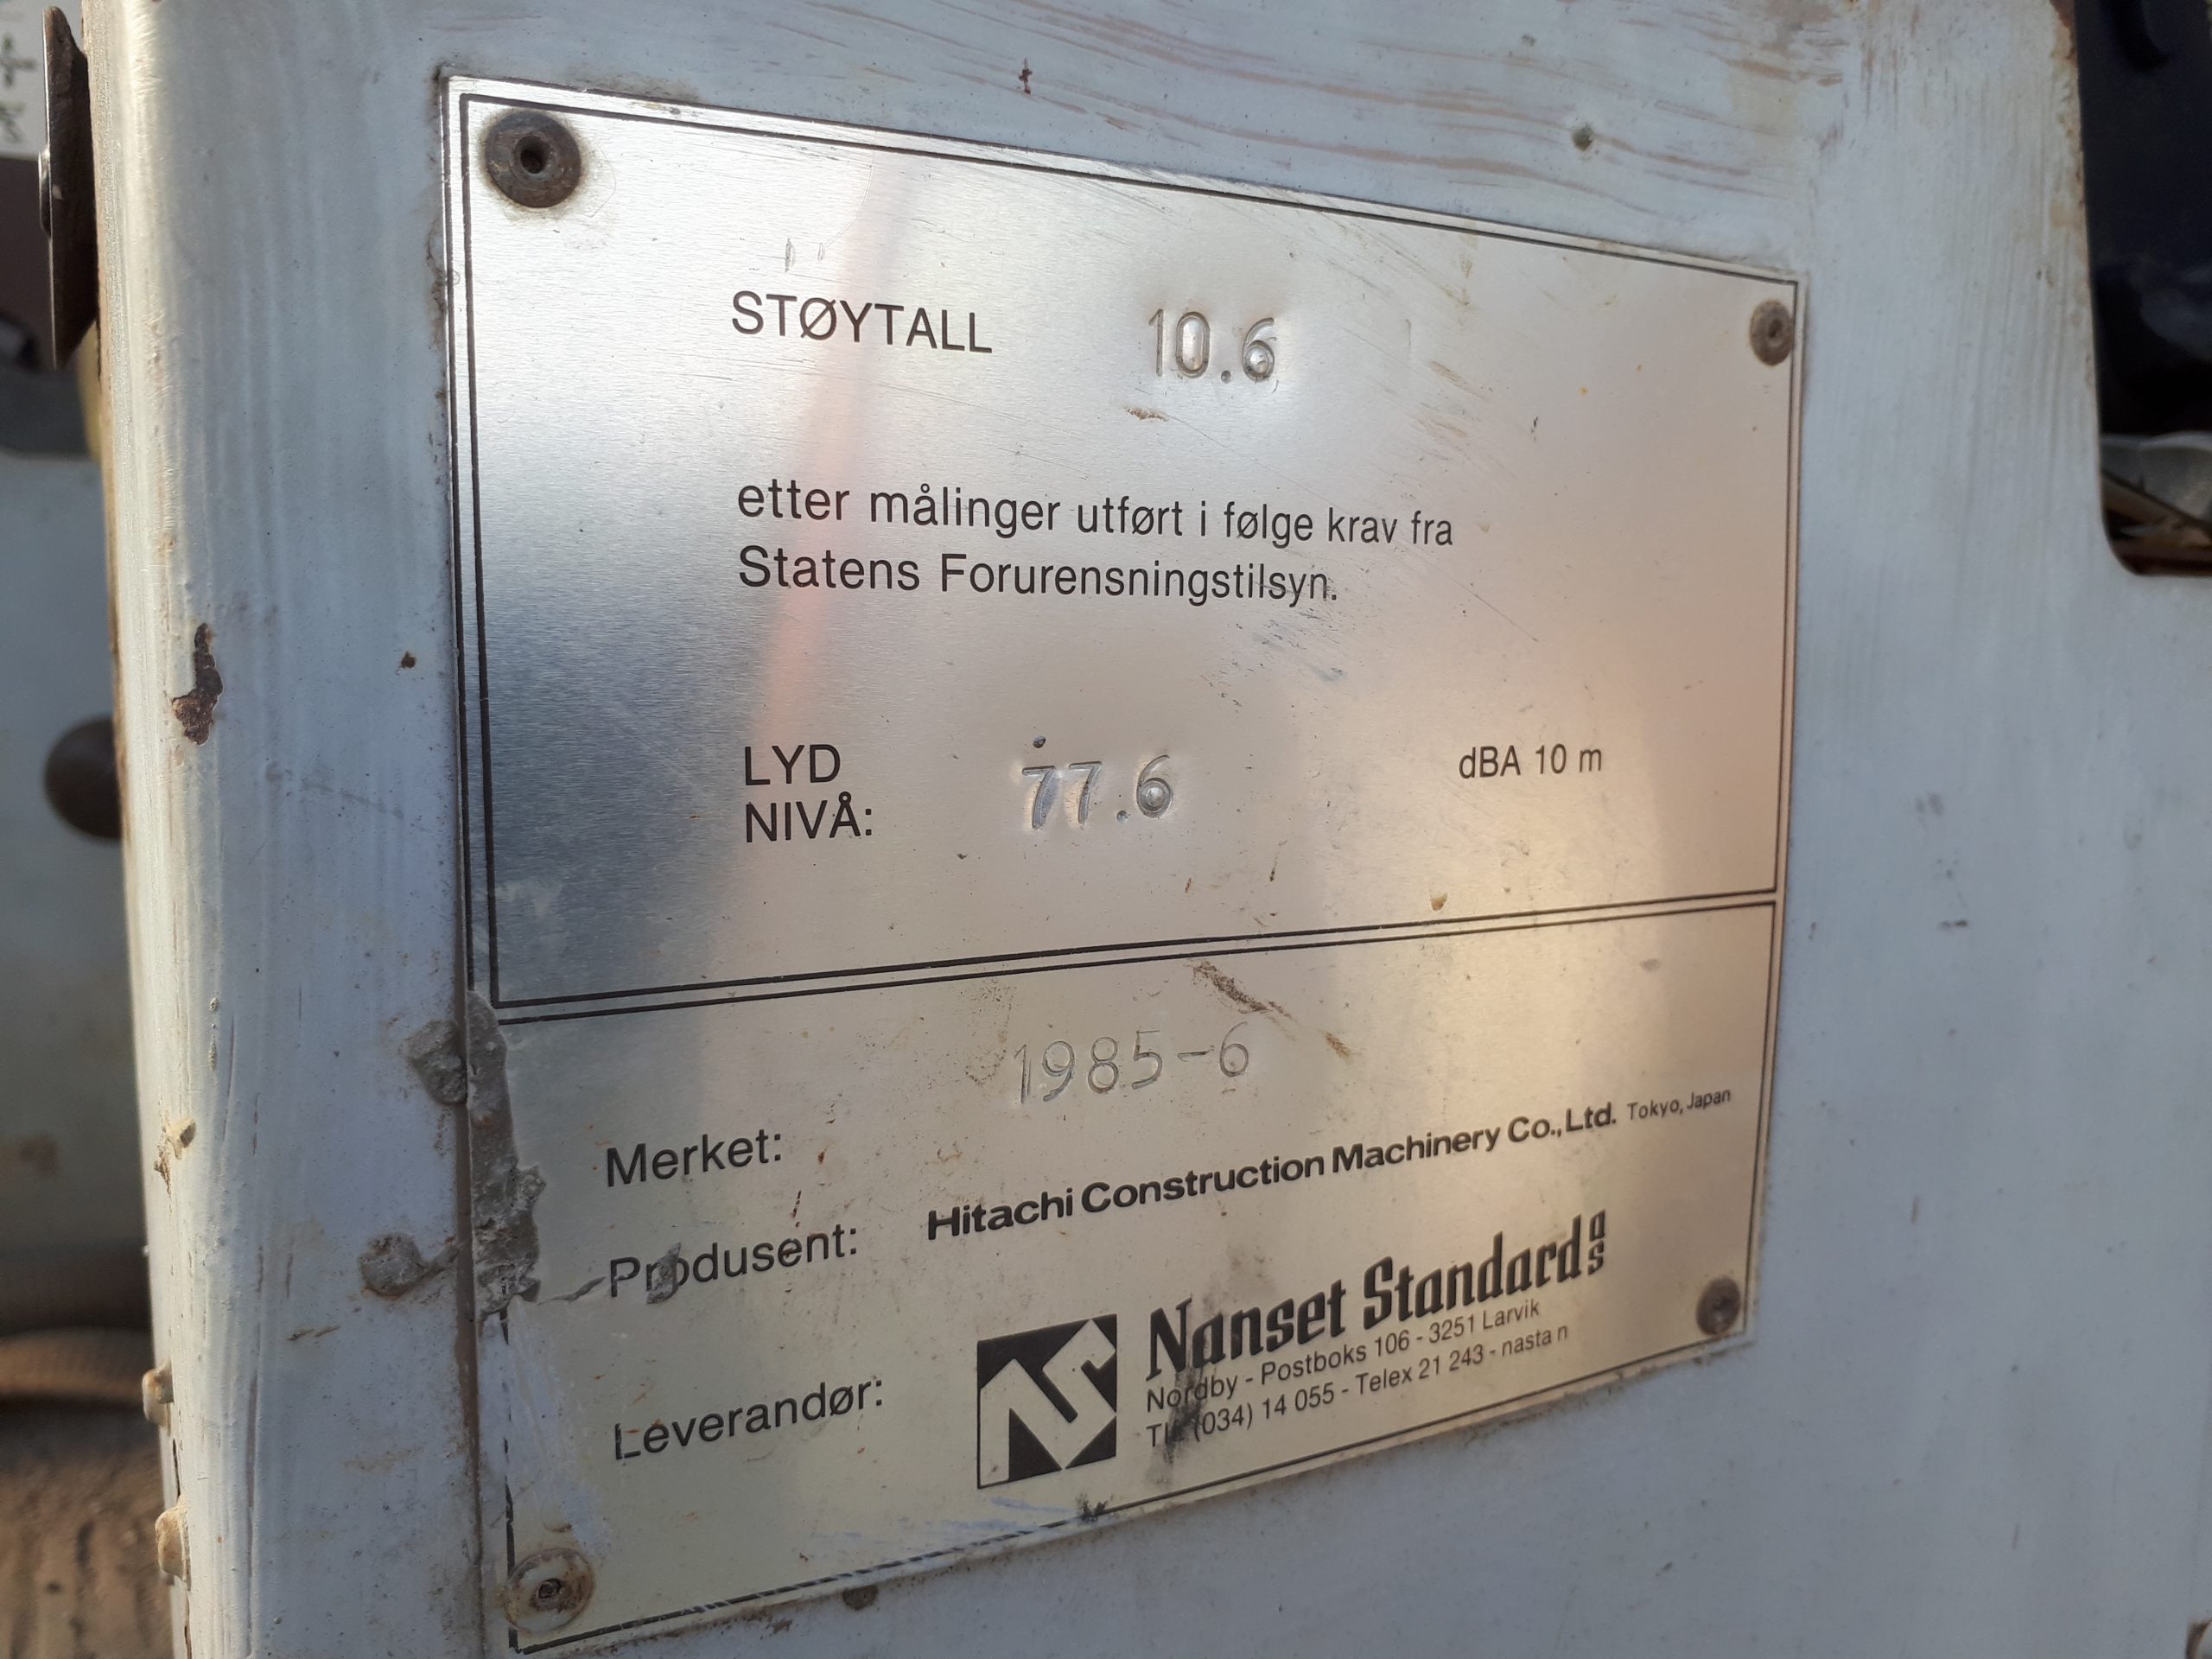 STØYTALL 10.6
etter målinger utført i følge krav fra
Statens Forurensningstilsyn.
LYD
NIVÅ: 77.6 dBA 10 m
1985-6
Merket:
Produsent: Hitachi Construction Machinery Co., Ltd. Tokyo, Japan
Leverandør: NS Nanset Standard as
Nordby - Postboks 106 - 3251 Larvik
Tlf. (034) 14 055 - Telex 21 243 - nasta n